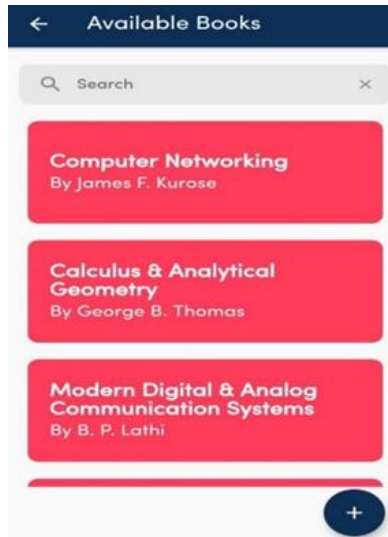 Available Books
Search
Computer Networking
By James F. Kurose
Calculus & Analytical
Geometry
By George B. Thomas
Modern Digital & Analog
Communication Systems
By B. P. Lathi